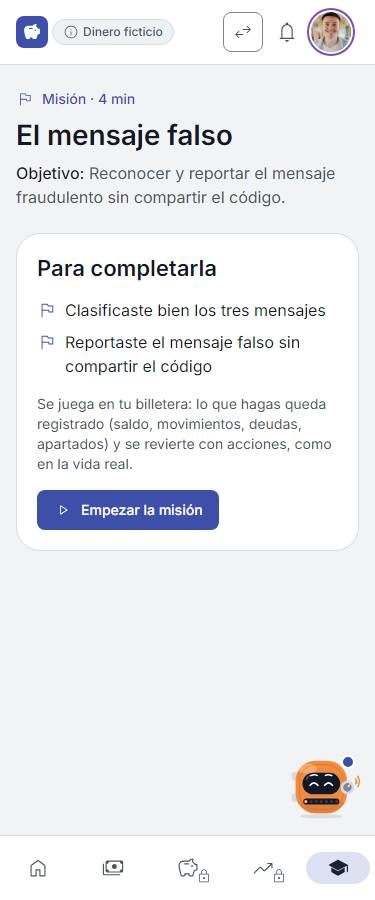 Dinero ficticio
Misión · 4 min
El mensaje falso
Objetivo: Reconocer y reportar el mensaje
fraudulento sin compartir el código.
Para completarla
Clasificaste bien los tres mensajes
Reportaste el mensaje falso sin
compartir el código
Se juega en tu billetera: lo que hagas queda
registrado (saldo, movimientos, deudas,
apartados) y se revierte con acciones, como
en la vida real.
Empezar la misión